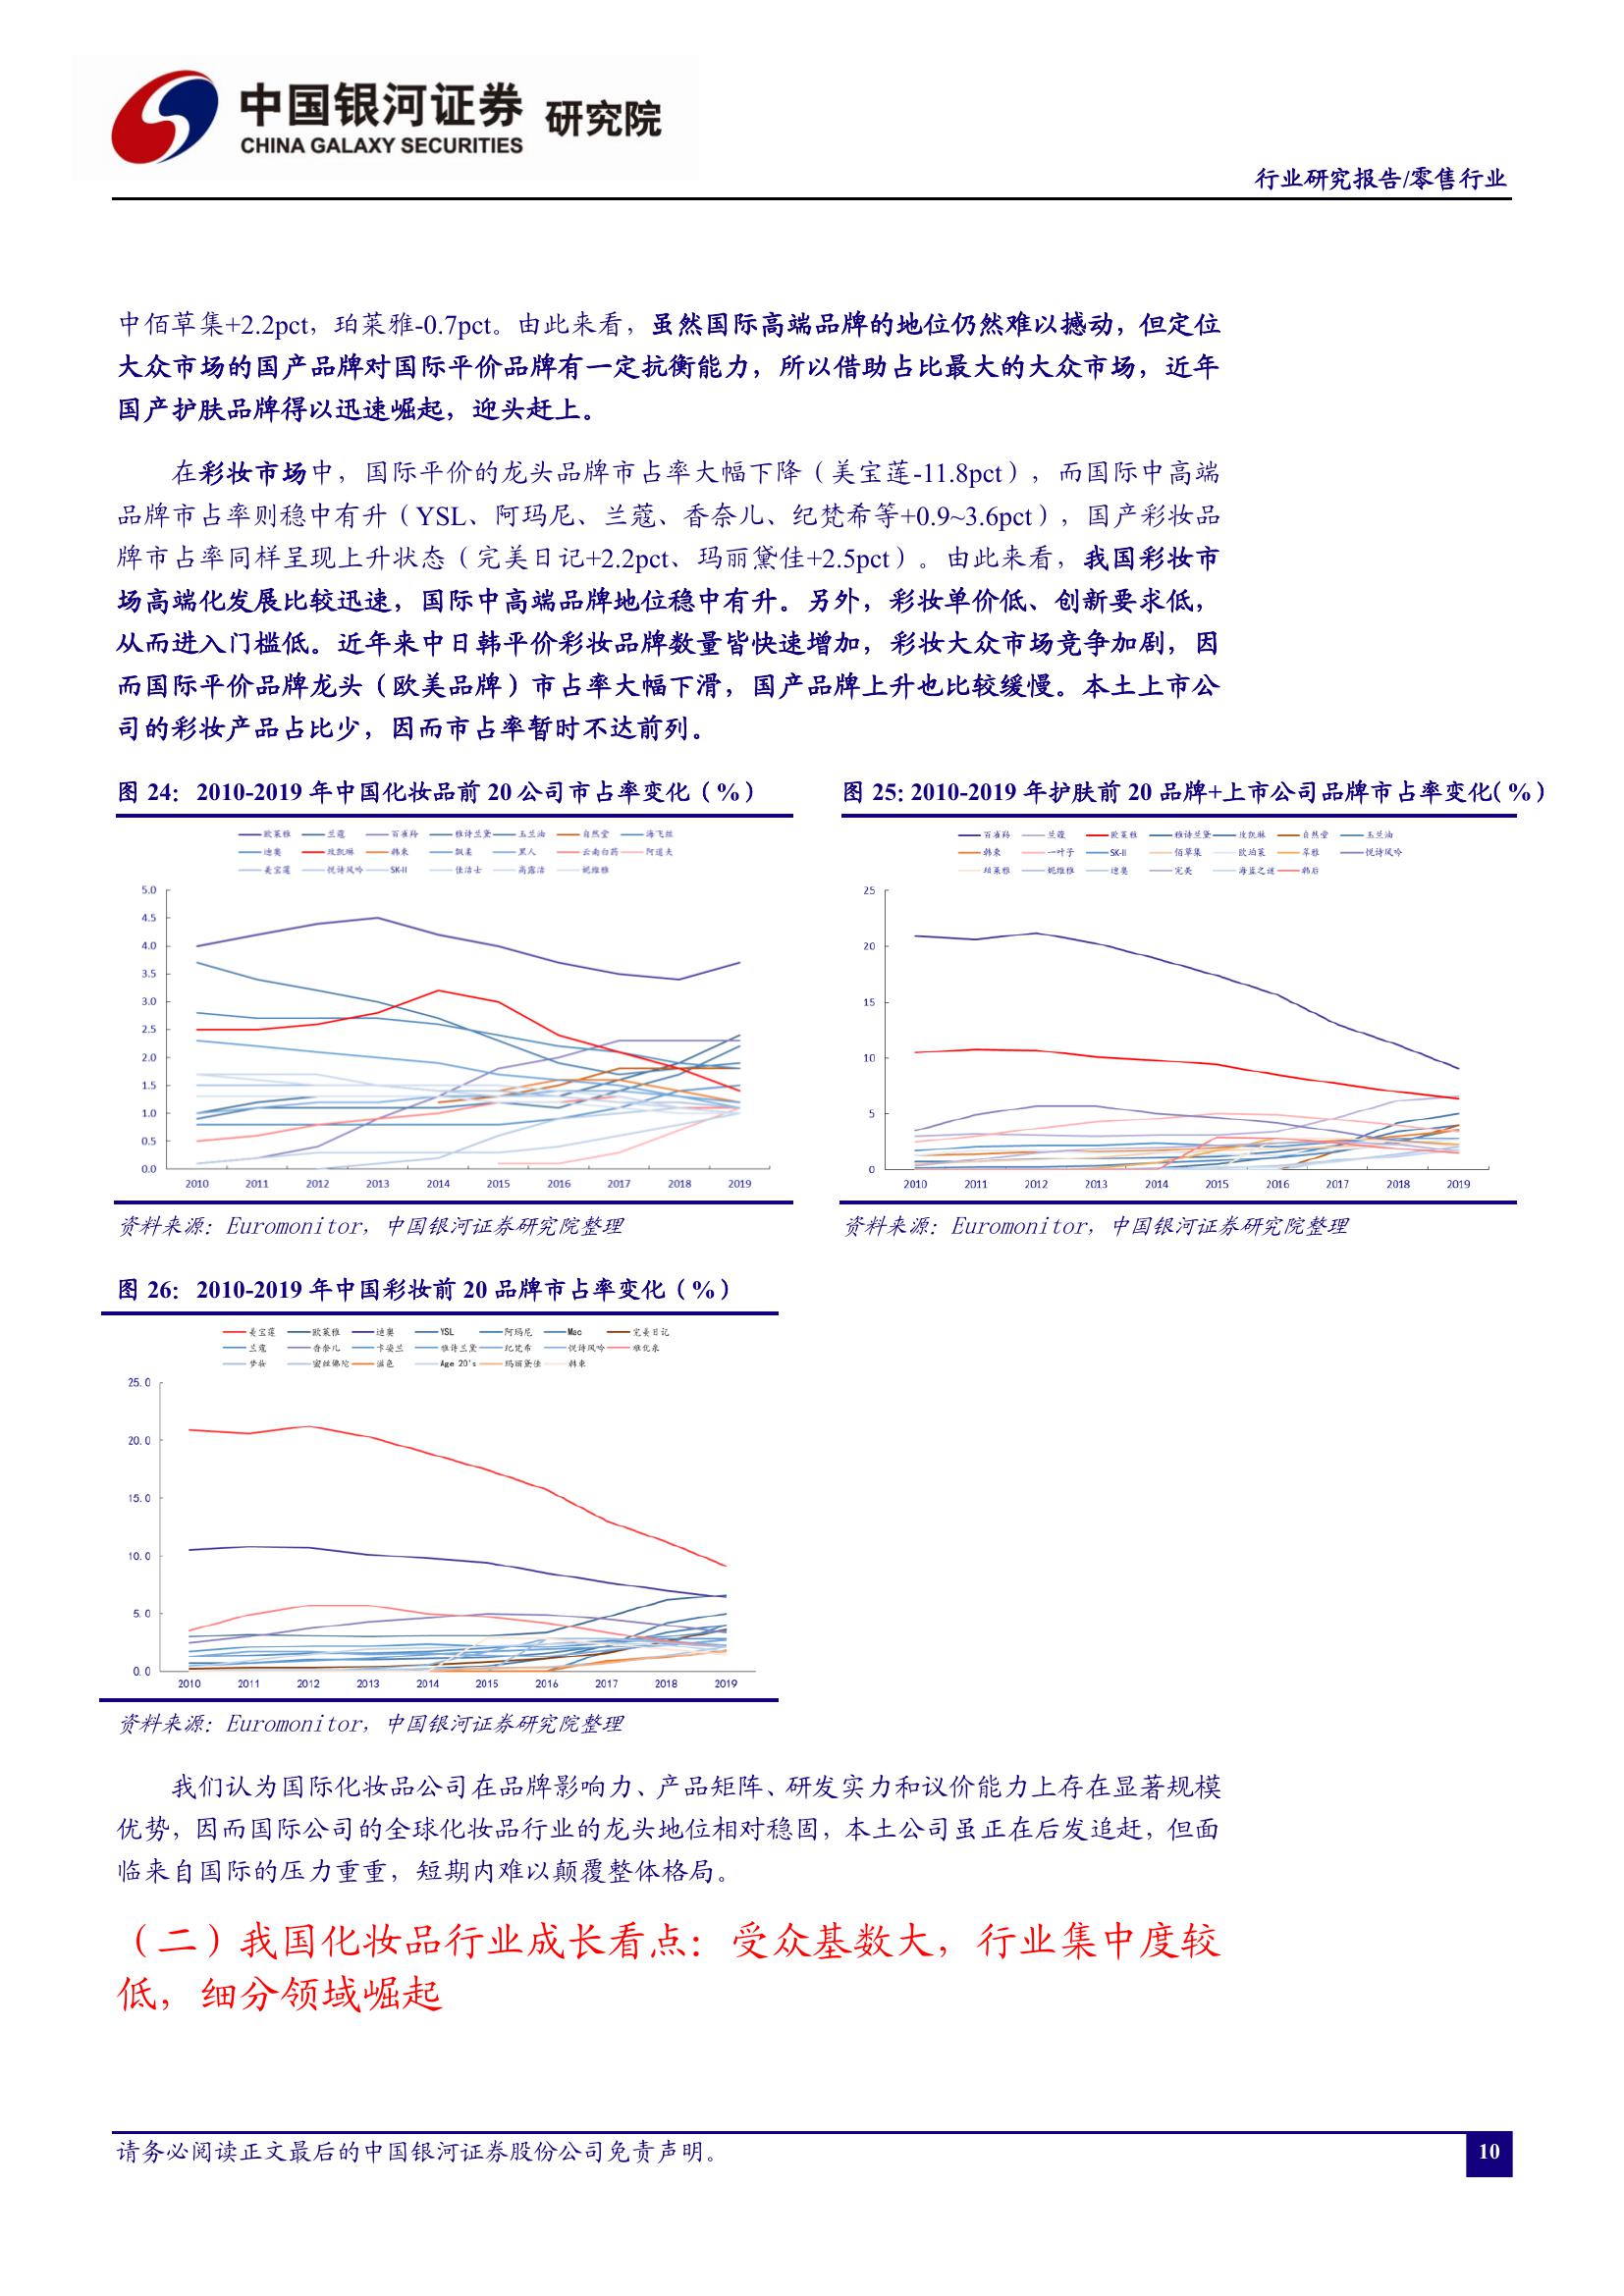 中国银河证券 研究院
CHINA GALAXY SECURITIES
行业研究报告/零售行业
中佰草集+2.2pct，珀莱雅-0.7pct。由此来看，虽然国际高端品牌的地位仍然难以撼动，但定位
大众市场的国产品牌对国际平价品牌有一定抗衡能力，所以借助占比最大的大众市场，近年
国产护肤品牌得以迅速崛起，迎头赶上。
在彩妆市场中，国际平价的龙头品牌市占率大幅下降（美宝莲-11.8pct），而国际中高端
品牌市占率则稳中有升（YSL、阿玛尼、兰蔻、香奈儿、纪梵希等+0.9~3.6pct），国产彩妆品
牌市占率同样呈现上升状态（完美日记+2.2pct、玛丽黛佳+2.5pct）。由此来看，我国彩妆市
场高端化发展比较迅速，国际中高端品牌地位稳中有升。另外，彩妆单价低、创新要求低，
从而进入门槛低。近年来中日韩平价彩妆品牌数量皆快速增加，彩妆大众市场竞争加剧，因
而国际平价品牌龙头（欧美品牌）市占率大幅下滑，国产品牌上升也比较缓慢。本土上市公
司的彩妆产品占比少，因而市占率暂时不达前列。
图 24：2010-2019 年中国化妆品前 20 公司市占率变化（%）
欧莱雅 兰蔻 百雀羚 雅诗兰黛 玉兰油 自然堂 海飞丝
迪奥 玫凯琳 韩束 飘柔 黑人 云南白药 阿道夫
美宝莲 悦诗风吟 SK-II 佳洁士 高露洁 妮维雅
5.0
4.5
4.0
3.5
3.0
2.5
2.0
1.5
1.0
0.5
0.0
2010 2011 2012 2013 2014 2015 2016 2017 2018 2019
资料来源：Euromonitor，中国银河证券研究院整理
图 25：2010-2019 年护肤前 20 品牌+上市公司品牌市占率变化（%）
百雀羚 兰蔻 欧莱雅 雅诗兰黛 玫凯琳 自然堂 玉兰油
韩束 一叶子 SK-II 佰草集 欧珀莱 萃雅 悦诗风吟
珀莱雅 妮维雅 迪奥 完美 海蓝之谜 韩后
25
20
15
10
5
0
2010 2011 2012 2013 2014 2015 2016 2017 2018 2019
资料来源：Euromonitor，中国银河证券研究院整理
图 26：2010-2019 年中国彩妆前 20 品牌市占率变化（%）
美宝莲 欧莱雅 迪奥 YSL 阿玛尼 Mac 完美日记
兰蔻 香奈儿 卡姿兰 雅诗兰黛 纪梵希 悦诗风吟
梦妆 蜜丝佛陀 滋色 Age 20's 玛丽黛佳 韩束
25.0
20.0
15.0
10.0
5.0
0.0
2010 2011 2012 2013 2014 2015 2016 2017 2018 2019
资料来源：Euromonitor，中国银河证券研究院整理
我们认为国际化妆品公司在品牌影响力、产品矩阵、研发实力和议价能力上存在显著规模
优势，因而国际公司的全球化妆品行业的龙头地位相对稳固，本土公司虽正在后发追赶，但面
临来自国际的压力重重，短期内难以颠覆整体格局。
（二）我国化妆品行业成长看点：受众基数大，行业集中度较
低，细分领域崛起
请务必阅读正文最后的中国银河证券股份公司免责声明。
10